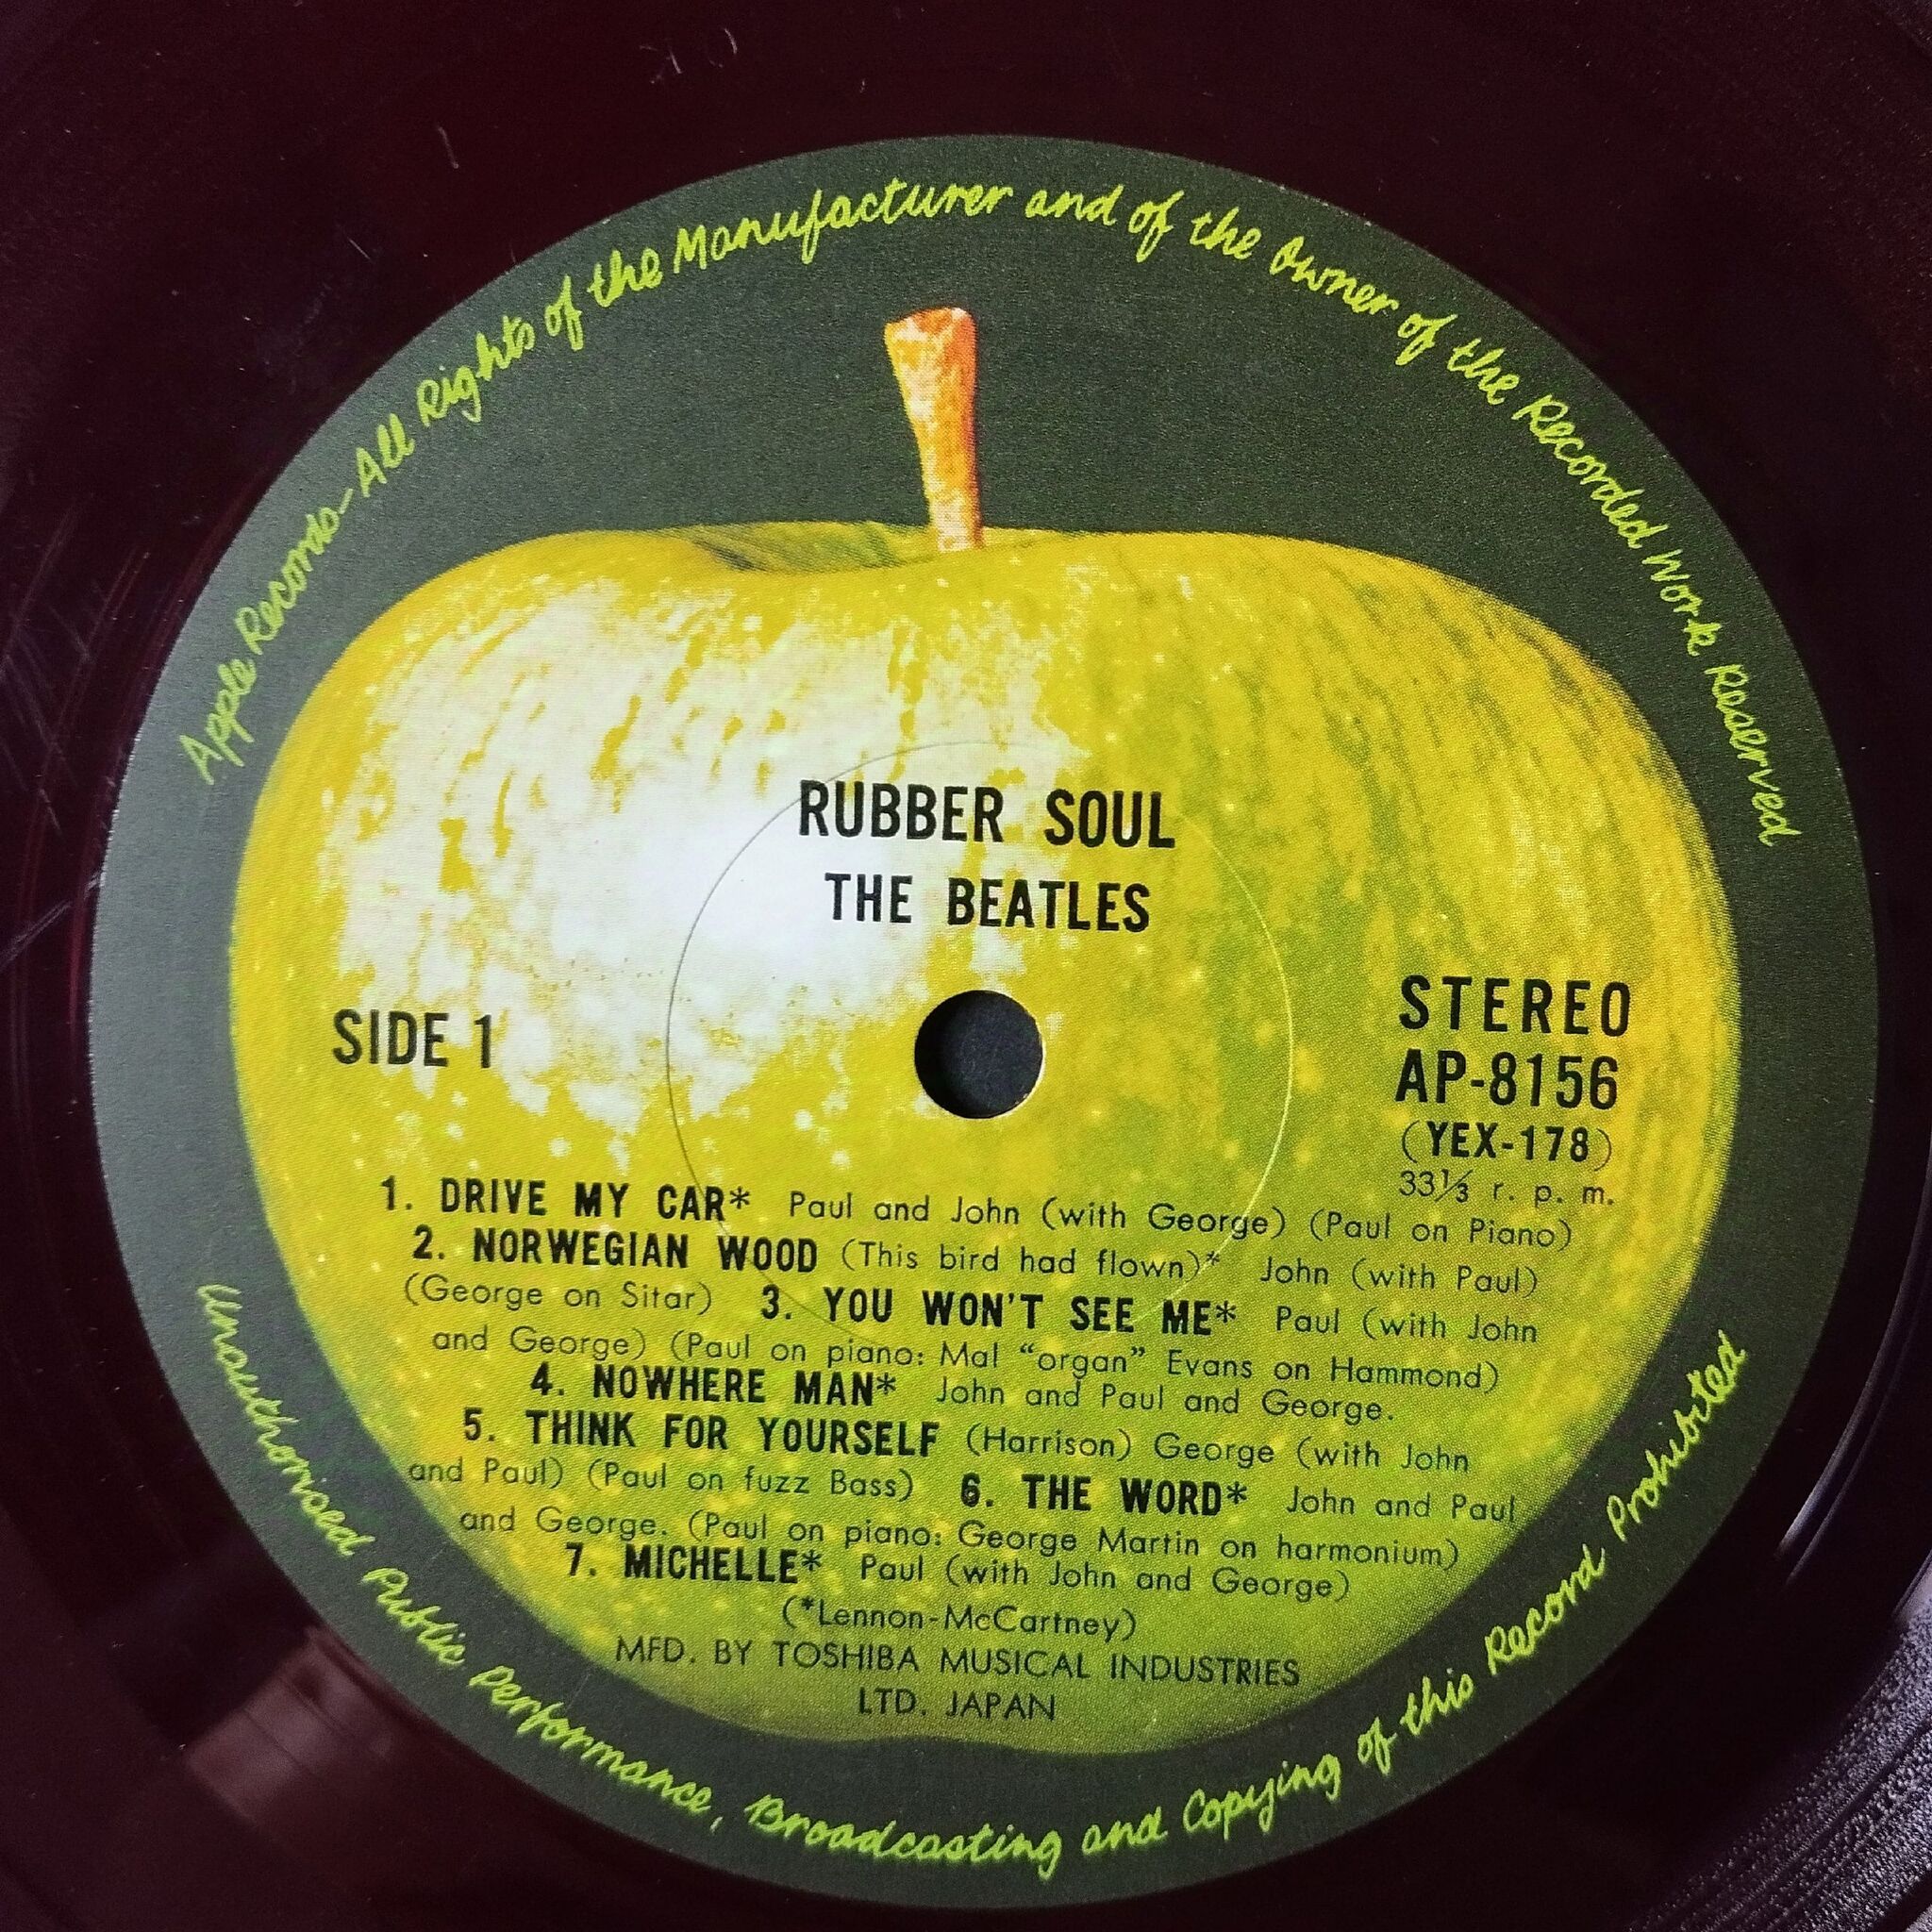 Apple Records-All Rights of the Manufacturer and of the Owner of the Recorded Work Reserved
RUBBER SOUL
THE BEATLES
SIDE 1
STEREO
AP-8156
(YEX-178)
33⅓ r. p. m.
1. DRIVE MY CAR* Paul and John (with George) (Paul on Piano)
2. NORWEGIAN WOOD (This bird had flown)* John (with Paul)
(George on Sitar) 3. YOU WON'T SEE ME* Paul (with John
and George) (Paul on piano: Mal "organ" Evans on Hammond)
4. NOWHERE MAN* John and Paul and George.
5. THINK FOR YOURSELF (Harrison) George (with John
and Paul) (Paul on fuzz Bass) 6. THE WORD* John and Paul
and George. (Paul on piano: George Martin on harmonium)
7. MICHELLE* Paul (with John and George)
(*Lennon-McCartney)
MFD. BY TOSHIBA MUSICAL INDUSTRIES
LTD. JAPAN
Unauthorised Public Performance, Broadcasting and Copying of this Record Prohibited